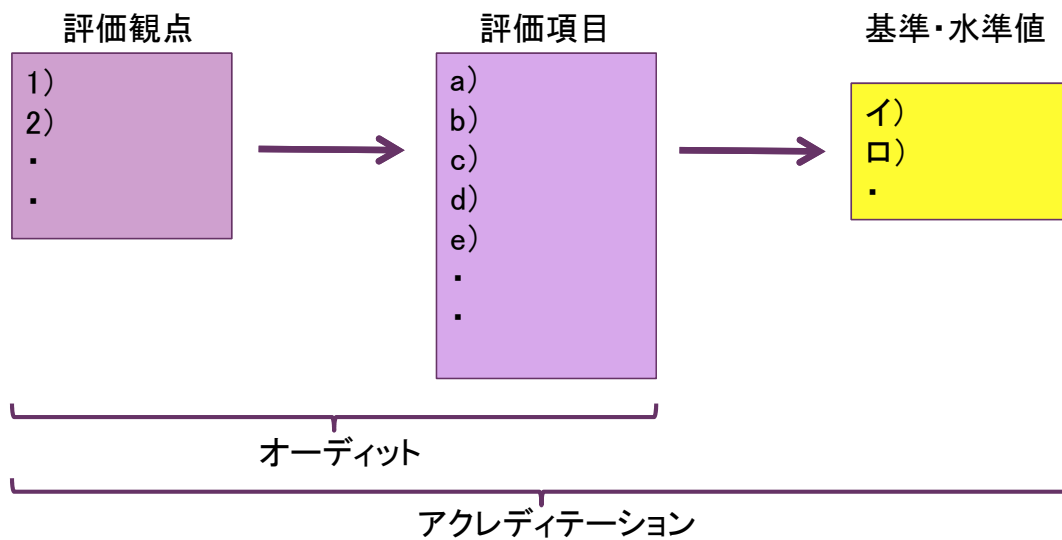 評価観点
1)
2)
・
・
評価項目
a)
b)
c)
d)
e)
・
・
基準・水準値
イ)
ロ)
・
オーディット
アクレディテーション